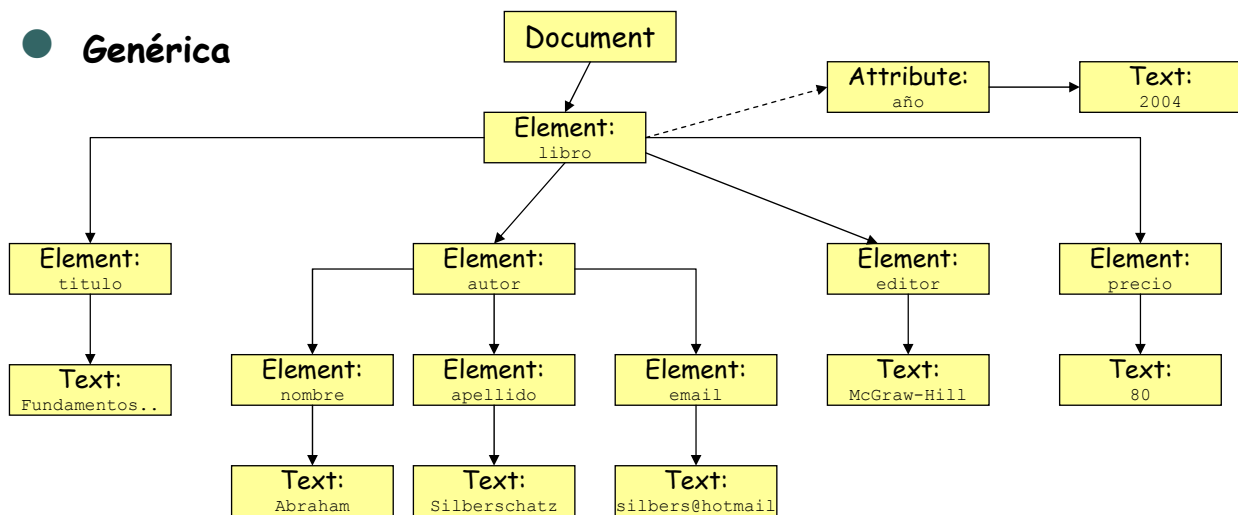 Genérica
Document
Attribute:
año
Text:
2004
Element:
libro
Element:
titulo
Element:
autor
Element:
editor
Element:
precio
Text:
Fundamentos..
Element:
nombre
Element:
apellido
Element:
email
Text:
McGraw-Hill
Text:
80
Text:
Abraham
Text:
Silberschatz
Text:
silbers@hotmail